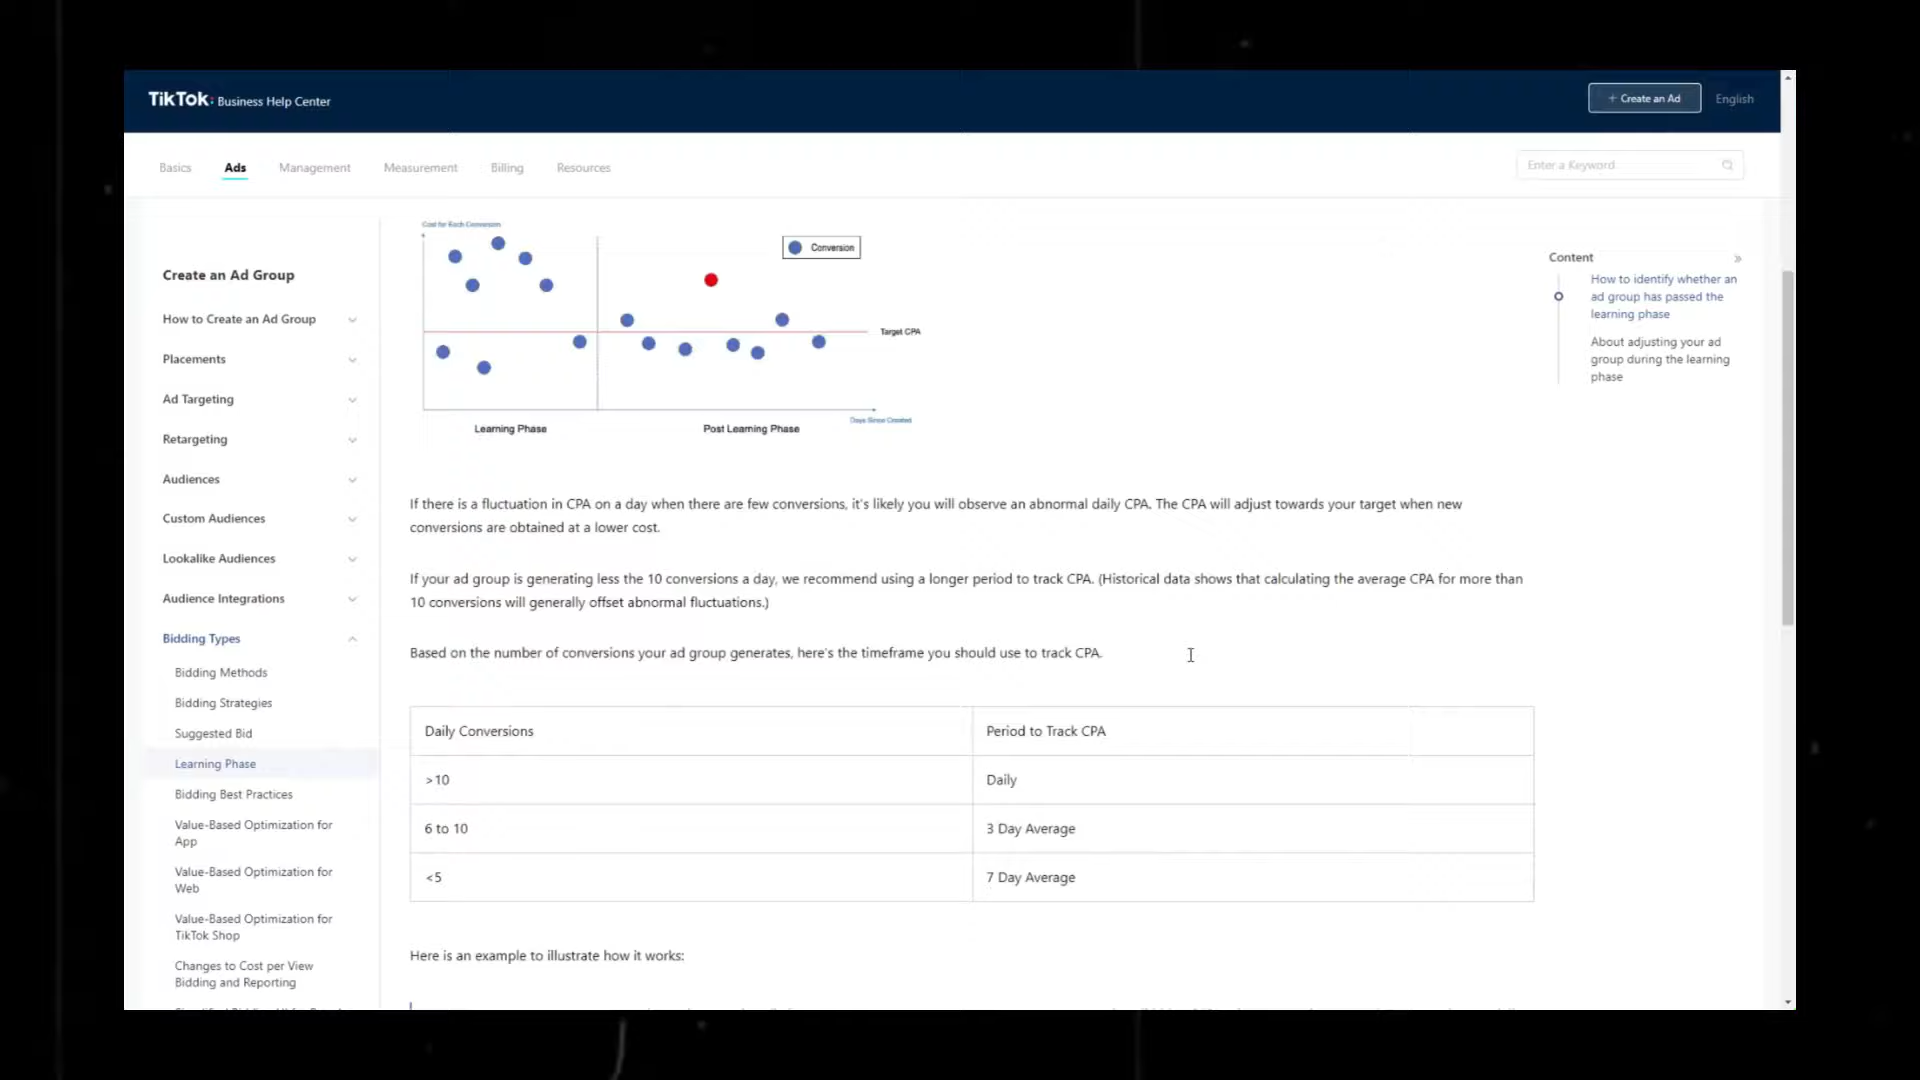 TikTok: Business Help Center
+ Create an Ad
English
Basics
Ads
Management
Measurement
Billing
Resources
Enter a Keyword
Create an Ad Group
How to Create an Ad Group
Placements
Ad Targeting
Retargeting
Audiences
Custom Audiences
Lookalike Audiences
Audience Integrations
Bidding Types
Bidding Methods
Bidding Strategies
Suggested Bid
Learning Phase
Bidding Best Practices
Value-Based Optimization for
App
Value-Based Optimization for
Web
Value-Based Optimization for
TikTok Shop
Changes to Cost per View
Bidding and Reporting
Cost for Each Conversion
Conversion
Target CPA
Days Since Created
Learning Phase
Post Learning Phase
If there is a fluctuation in CPA on a day when there are few conversions, it's likely you will observe an abnormal daily CPA. The CPA will adjust towards your target when new
conversions are obtained at a lower cost.
If your ad group is generating less the 10 conversions a day, we recommend using a longer period to track CPA. (Historical data shows that calculating the average CPA for more than
10 conversions will generally offset abnormal fluctuations.)
Based on the number of conversions your ad group generates, here's the timeframe you should use to track CPA.
Daily Conversions
Period to Track CPA
>10
Daily
6 to 10
3 Day Average
<5
7 Day Average
Here is an example to illustrate how it works:
Content
How to identify whether an
ad group has passed the
learning phase
About adjusting your ad
group during the learning
phase